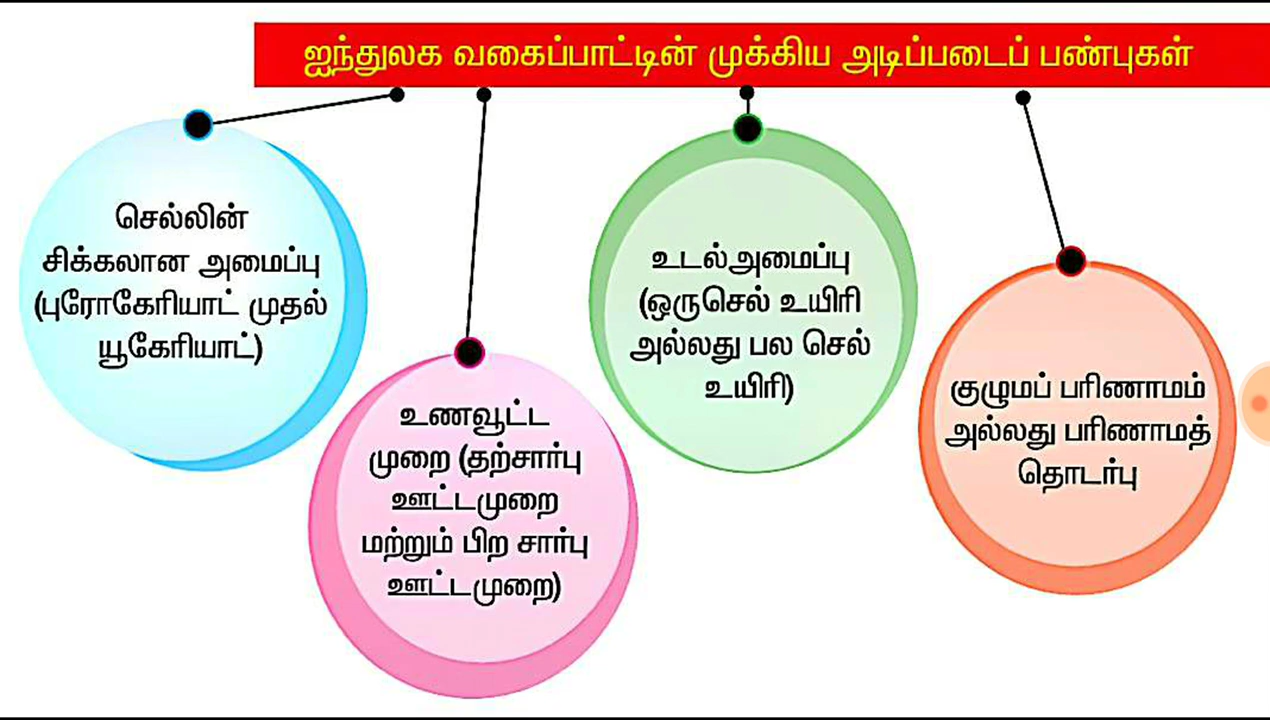 ஐந்துலக வகைப்பாட்டின் முக்கிய அடிப்படைப் பண்புகள்
செல்லின்
சிக்கலான அமைப்பு
(புரோகேரியாட் முதல்
யூகேரியாட்)
உணவூட்ட
முறை (தற்சார்பு
ஊட்டமுறை
மற்றும் பிற சார்பு
ஊட்டமுறை)
உடல்அமைப்பு
(ஒருசெல் உயிரி
அல்லது பல செல்
உயிரி)
குழுமப் பரிணாமம்
அல்லது பரிணாமத்
தொடர்பு